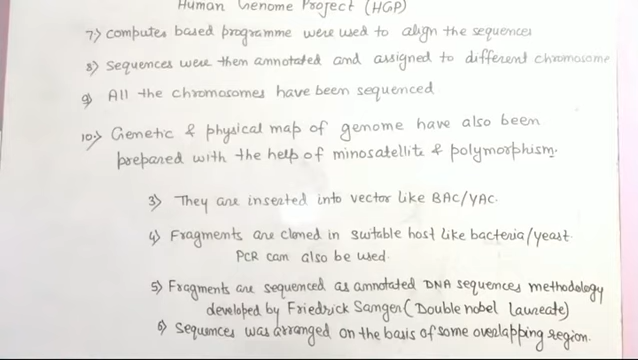 Human Genome Project (HGP)
7) Computer based programme were used to align the sequences
8) Sequences were then annotated and assigned to different chromosome
9) All the chromosomes have been sequenced
10) Genetic & physical map of genome have also been
prepared with the help of minosatellite & polymorphism.
3) They are inserted into vector like BAC/YAC.
4) Fragments are cloned in suitable host like bacteria/yeast.
PCR can also be used.
5) Fragments are sequenced as annotated DNA sequences methodology
developed by Friedrick Sanger (Double nobel laureate)
6) Sequences was arranged on the basis of some overlapping region.